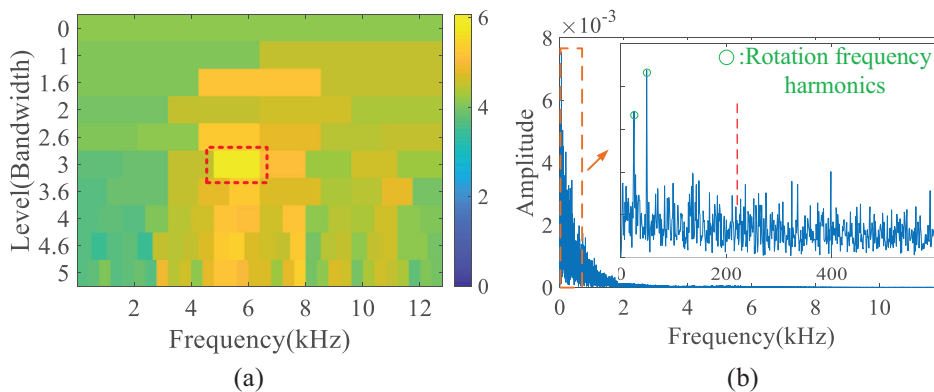 0
1
1.6
2
2.6
3
3.6
4
4.6
5
Level(Bandwidth)
2 4 6 8 10 12
Frequency(kHz)
6
4
2
0
(a)
×10⁻³
8
6
4
2
0
Amplitude
:Rotation frequency
harmonics
0 200 400
0 2 4 6 8 10
Frequency(kHz)
(b)